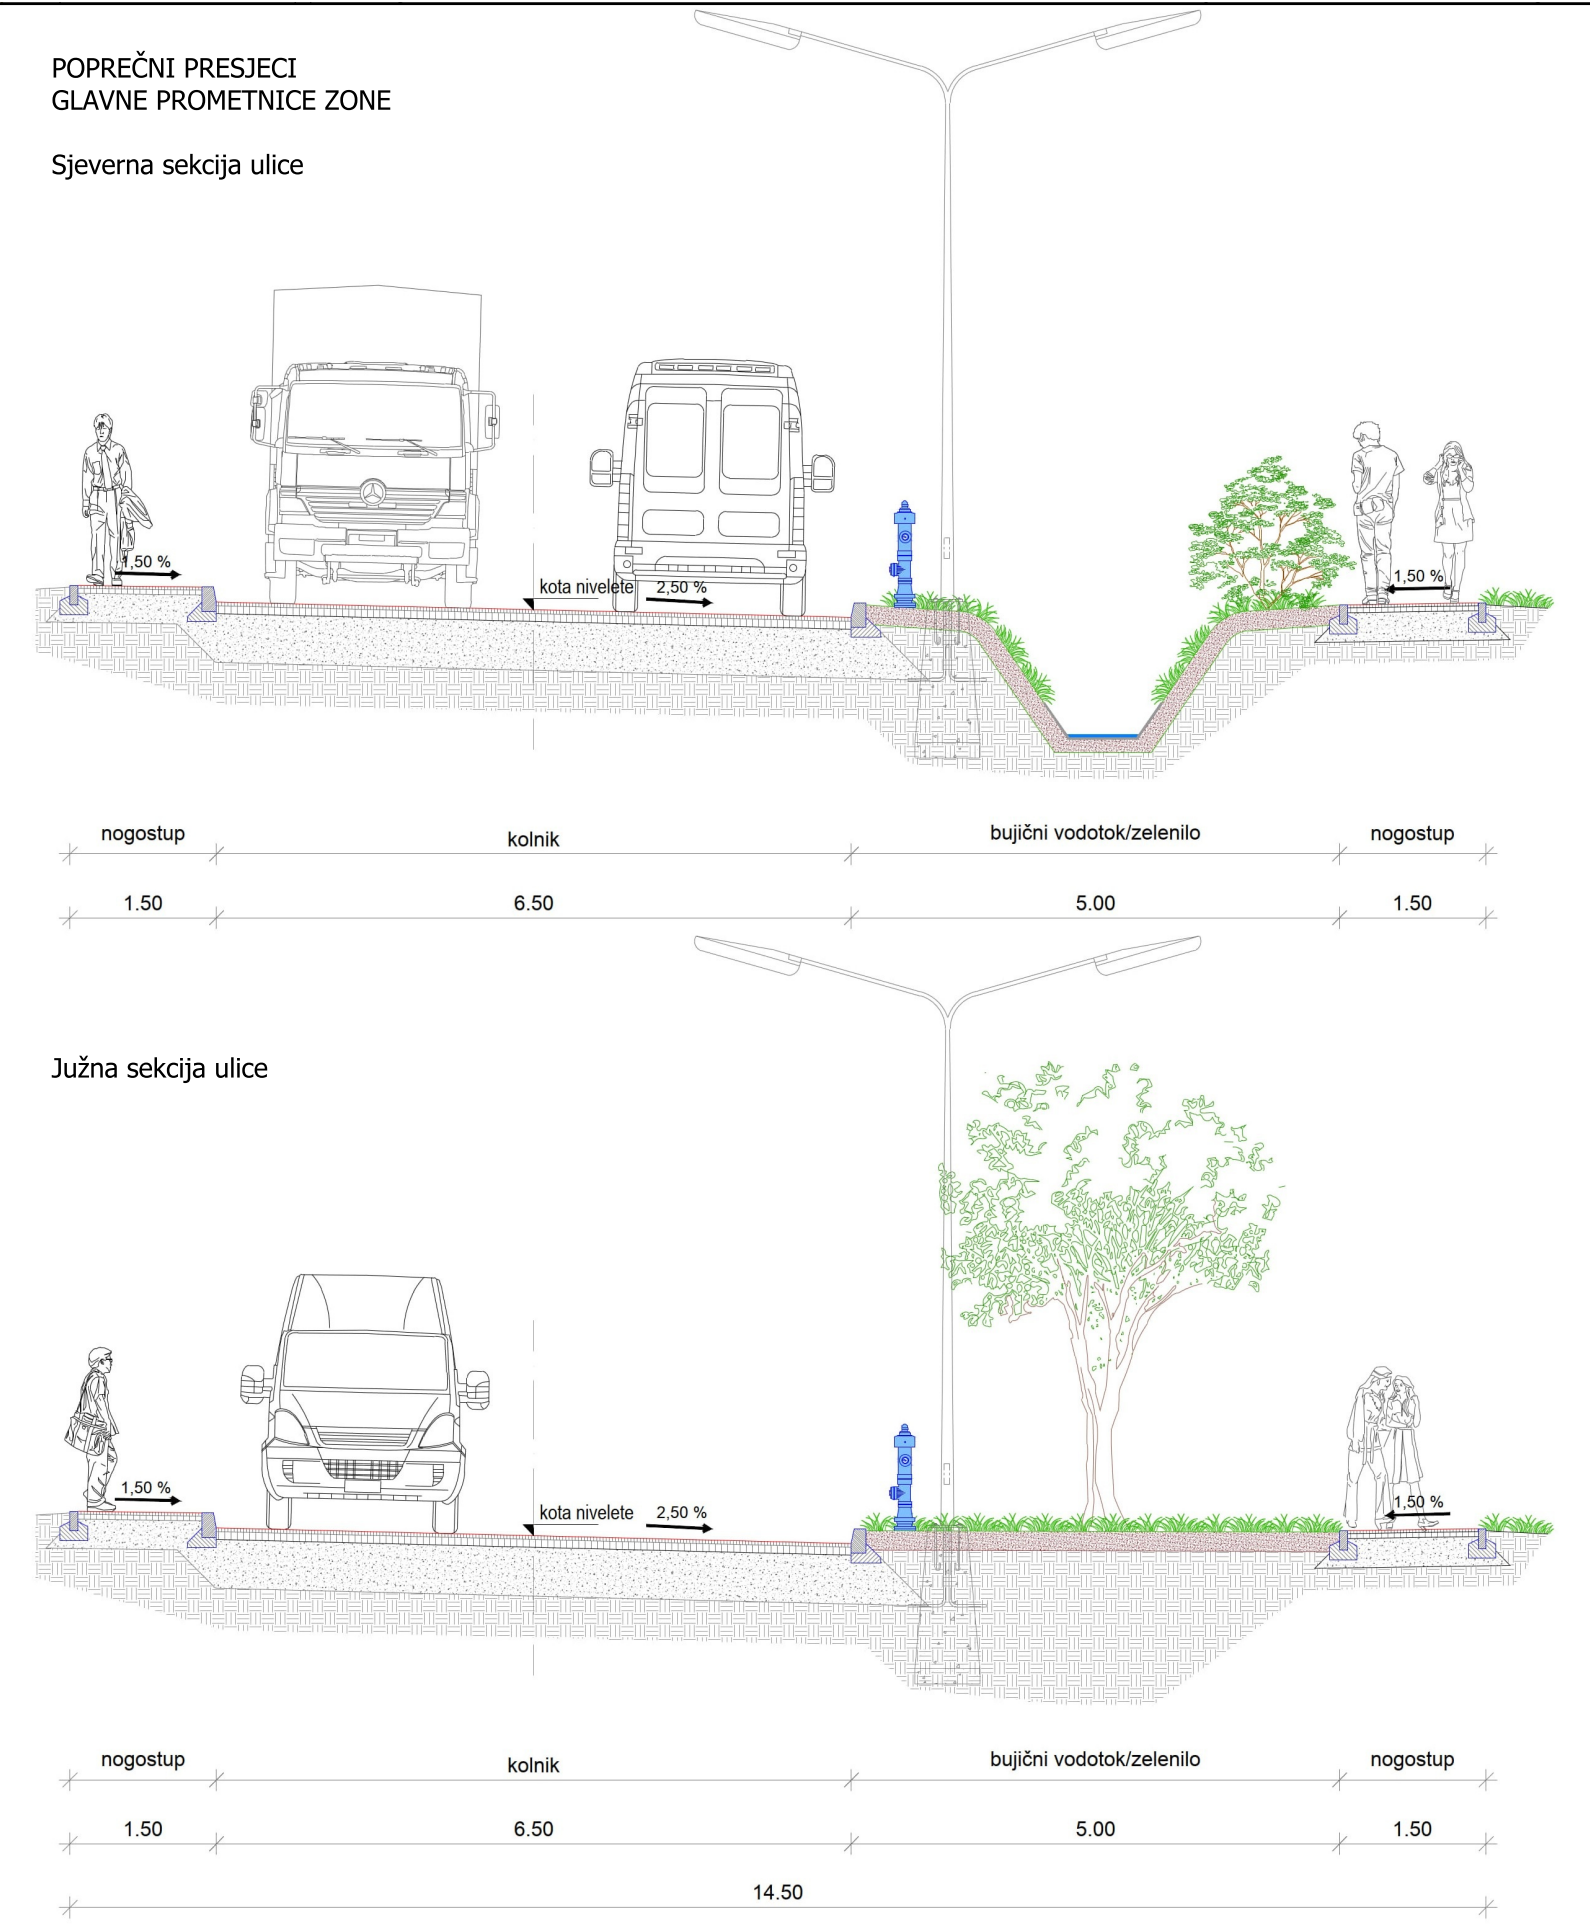 POPREČNI PRESJECI
GLAVNE PROMETNICE ZONE
Sjeverna sekcija ulice
1,50 %
kota nivelete
2,50 %
1,50 %
nogostup
kolnik
bujični vodotok/zelenilo
nogostup
1.50
6.50
5.00
1.50
Južna sekcija ulice
1,50 %
kota nivelete
2,50 %
1,50 %
nogostup
kolnik
bujični vodotok/zelenilo
nogostup
1.50
6.50
5.00
1.50
14.50